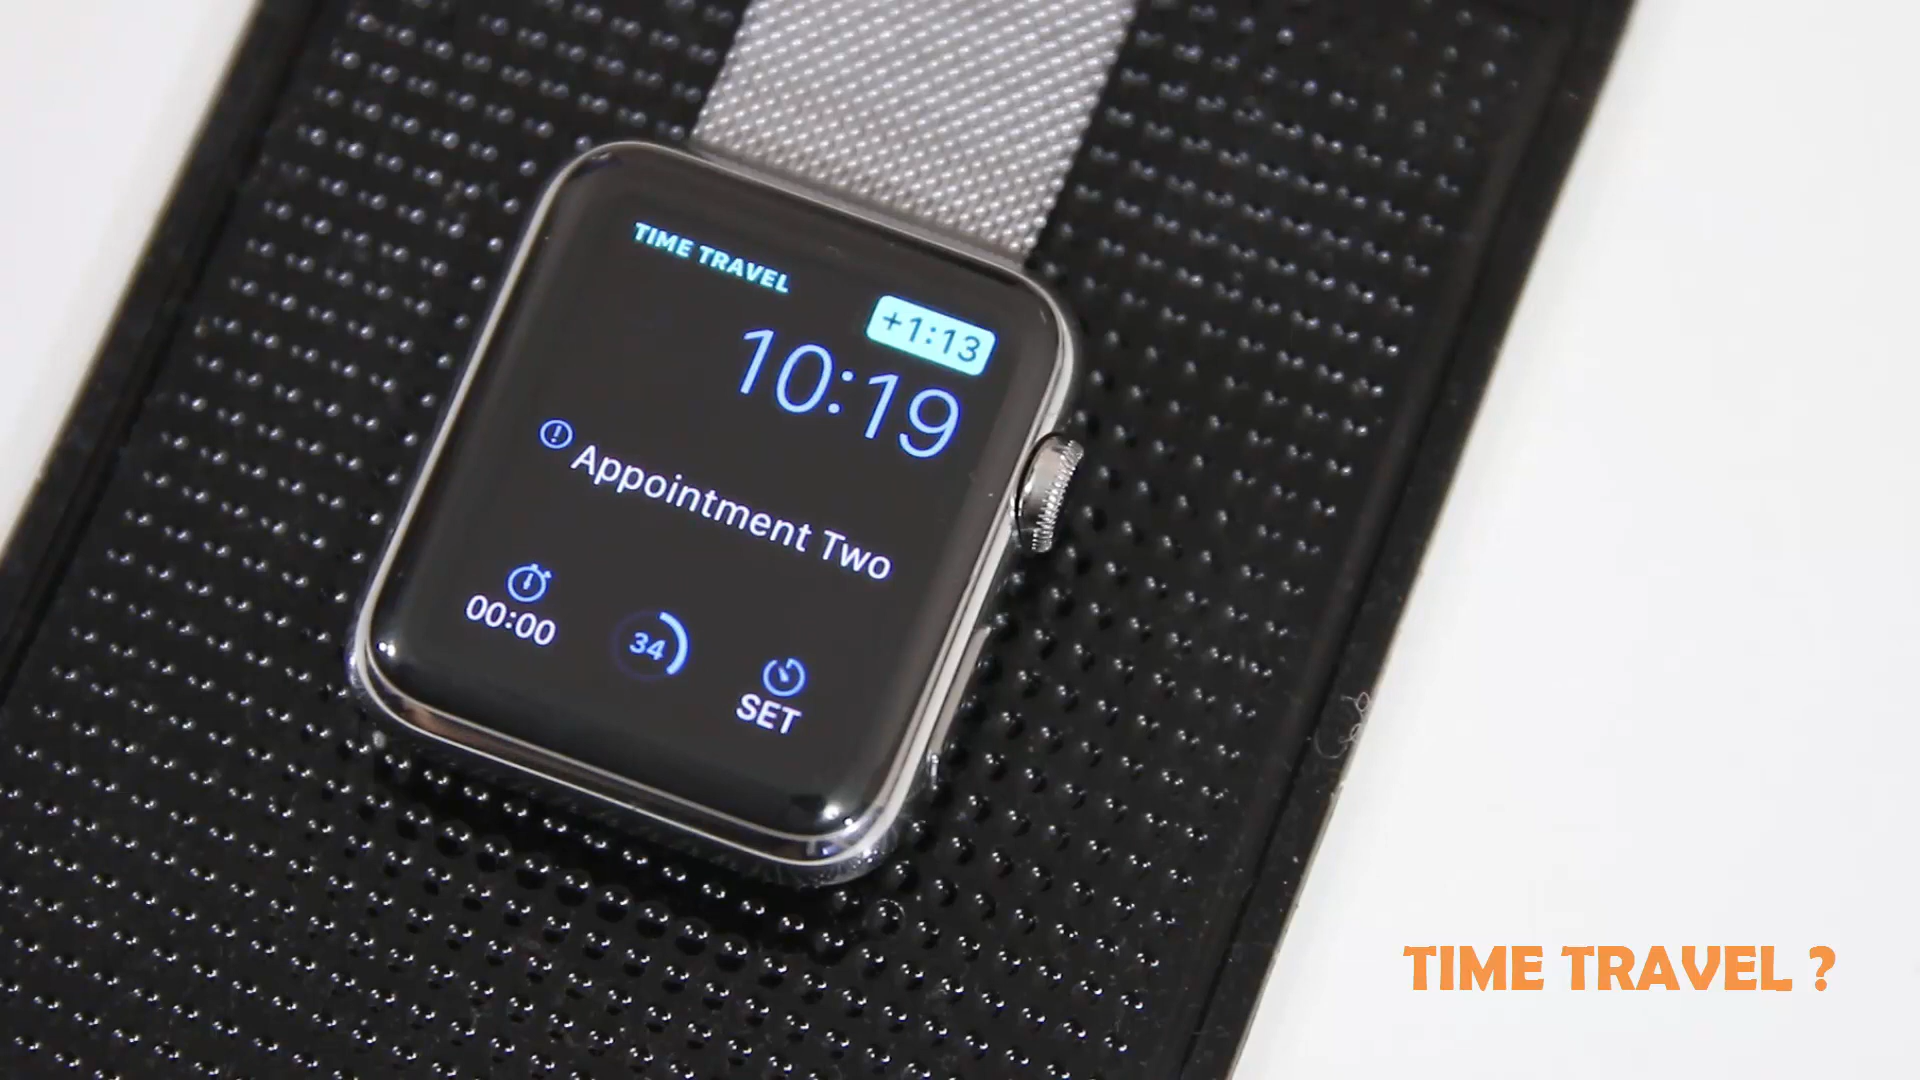 TIME TRAVEL
+1:13
10:19
Appointment Two
00:00
34
SET
TIME TRAVEL ?